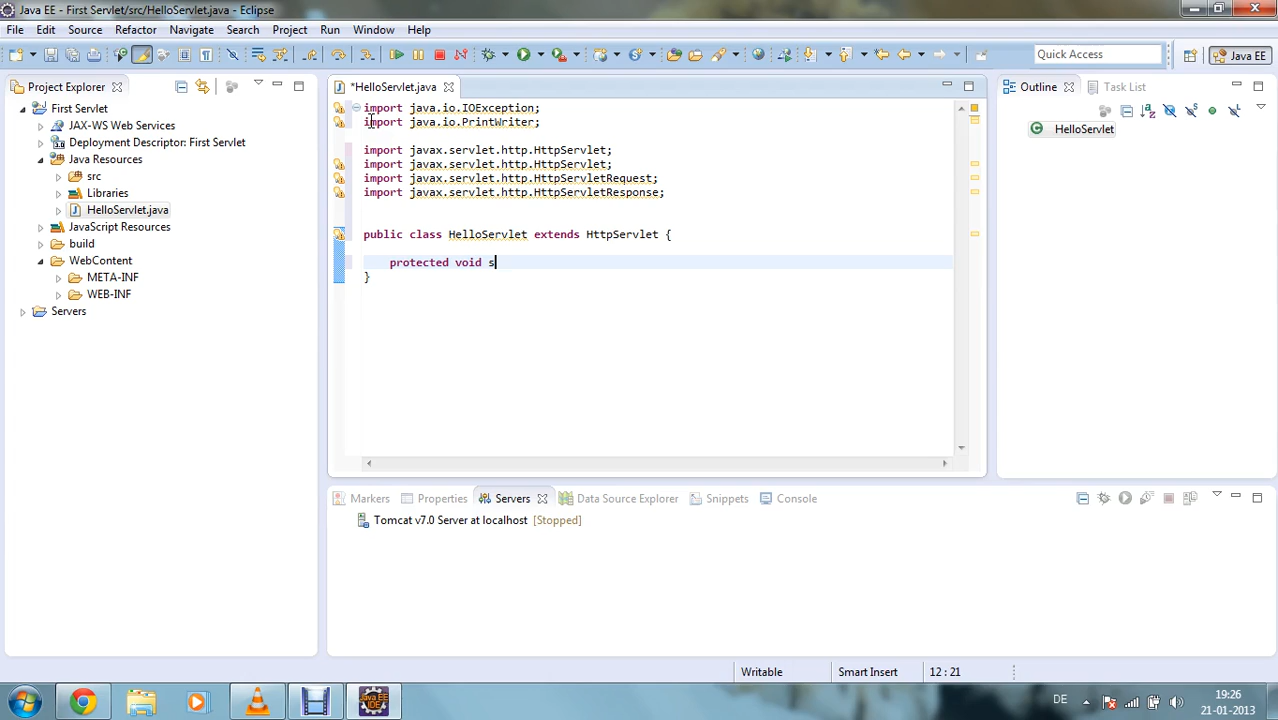 Java EE - First Servlet/src/HelloServlet.java - Eclipse
File Edit Source Refactor Navigate Search Project Run Window Help
Quick Access
Java EE
Project Explorer
First Servlet
JAX-WS Web Services
Deployment Descriptor: First Servlet
Java Resources
src
Libraries
HelloServlet.java
JavaScript Resources
build
WebContent
META-INF
WEB-INF
Servers
*HelloServlet.java
import java.io.IOException;
import java.io.PrintWriter;
import javax.servlet.http.HttpServlet;
import javax.servlet.http.HttpServlet;
import javax.servlet.http.HttpServletRequest;
import javax.servlet.http.HttpServletResponse;
public class HelloServlet extends HttpServlet {
protected void s
}
Outline Task List
HelloServlet
Markers Properties Servers Data Source Explorer Snippets Console
Tomcat v7.0 Server at localhost [Stopped]
Writable Smart Insert 12 : 21
DE
19:26
21-01-2013